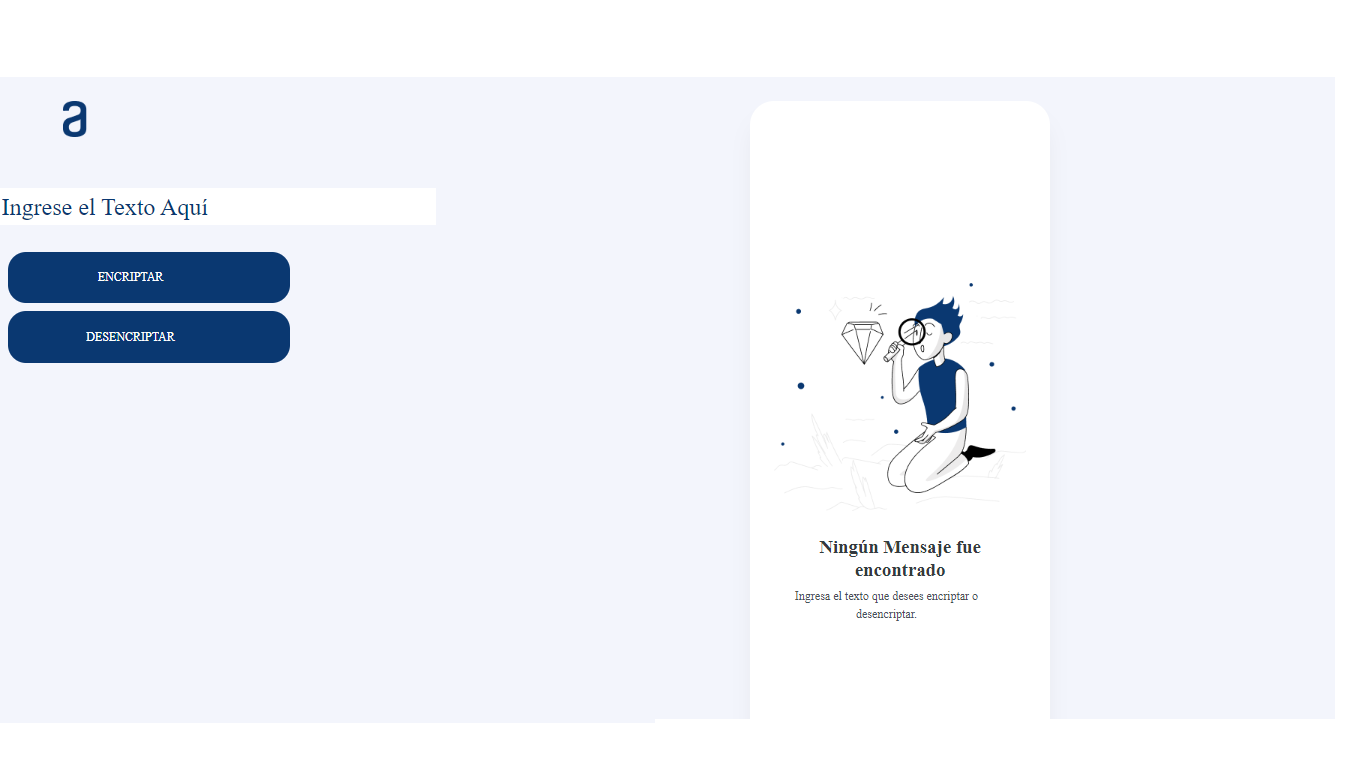 a
Ingrese el Texto Aquí
ENCRIPTAR
DESENCRIPTAR
Ningún Mensaje fue
encontrado
Ingresa el texto que desees encriptar o
desencriptar.